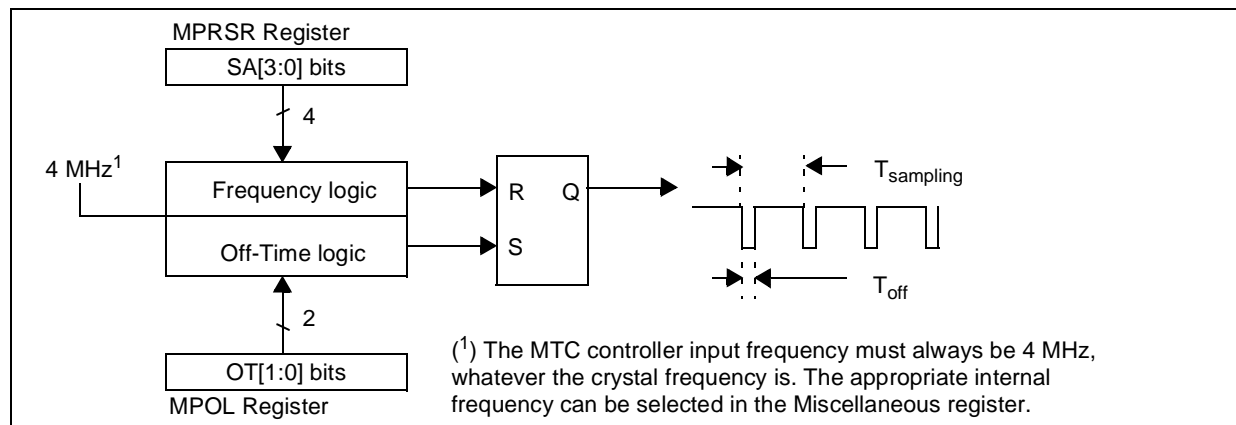 MPRSR Register
SA[3:0] bits
4
4 MHz¹
Frequency logic
Off-Time logic
R
Q
S
T_sampling
T_off
2
OT[1:0] bits
MPOL Register
(¹) The MTC controller input frequency must always be 4 MHz,
whatever the crystal frequency is. The appropriate internal
frequency can be selected in the Miscellaneous register.